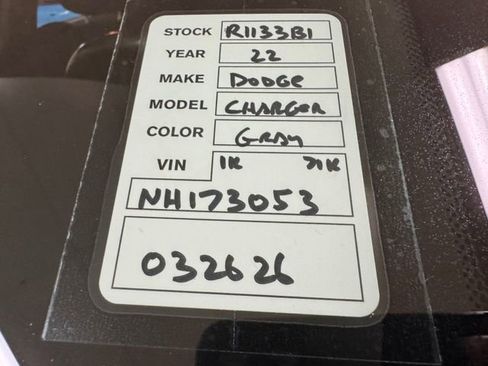 STOCK R1133B1
YEAR 22
MAKE DODGE
MODEL CHARGER
COLOR GRAY
VIN 1K 71K
NH173053
032626